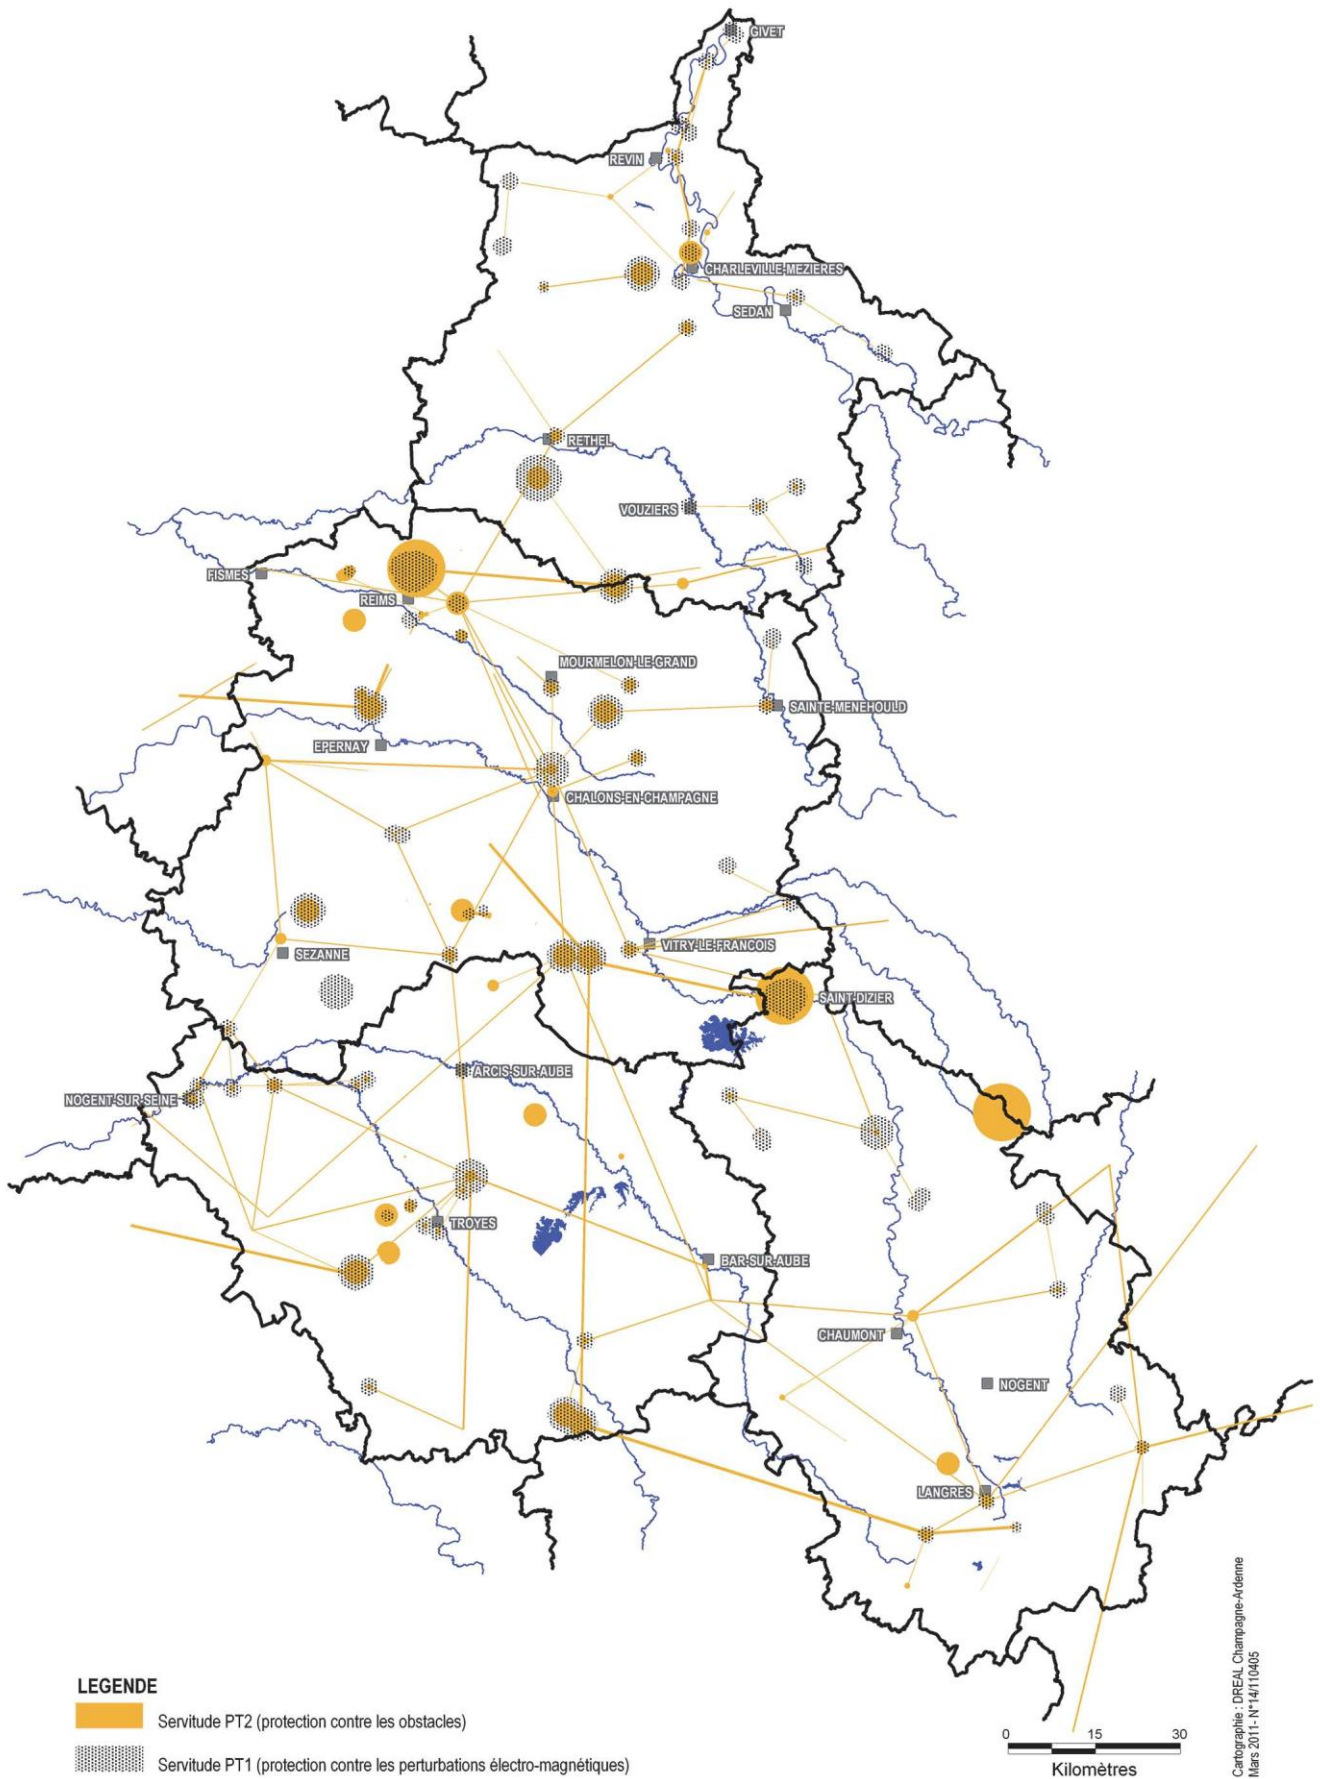 GIVET
REVIN
CHARLEVILLE-MEZIERES
SEDAN
RETHEL
VOUZIERS
FISMES
REIMS
MOURMELON-LE-GRAND
SAINTE-MENEHOULD
EPERNAY
CHALONS-EN-CHAMPAGNE
VITRY-LE-FRANCOIS
SEZANNE
SAINT-DIZIER
ARCIS-SUR-AUBE
NOGENT-SUR-SEINE
TROYES
BAR-SUR-AUBE
CHAUMONT
NOGENT
LANGRES
LEGENDE
Servitude PT2 (protection contre les obstacles)
Servitude PT1 (protection contre les perturbations électro-magnétiques)
0 15 30
Kilomètres
Cartographie : DREAL Champagne-Ardenne
Mars 2011- N°14/110405